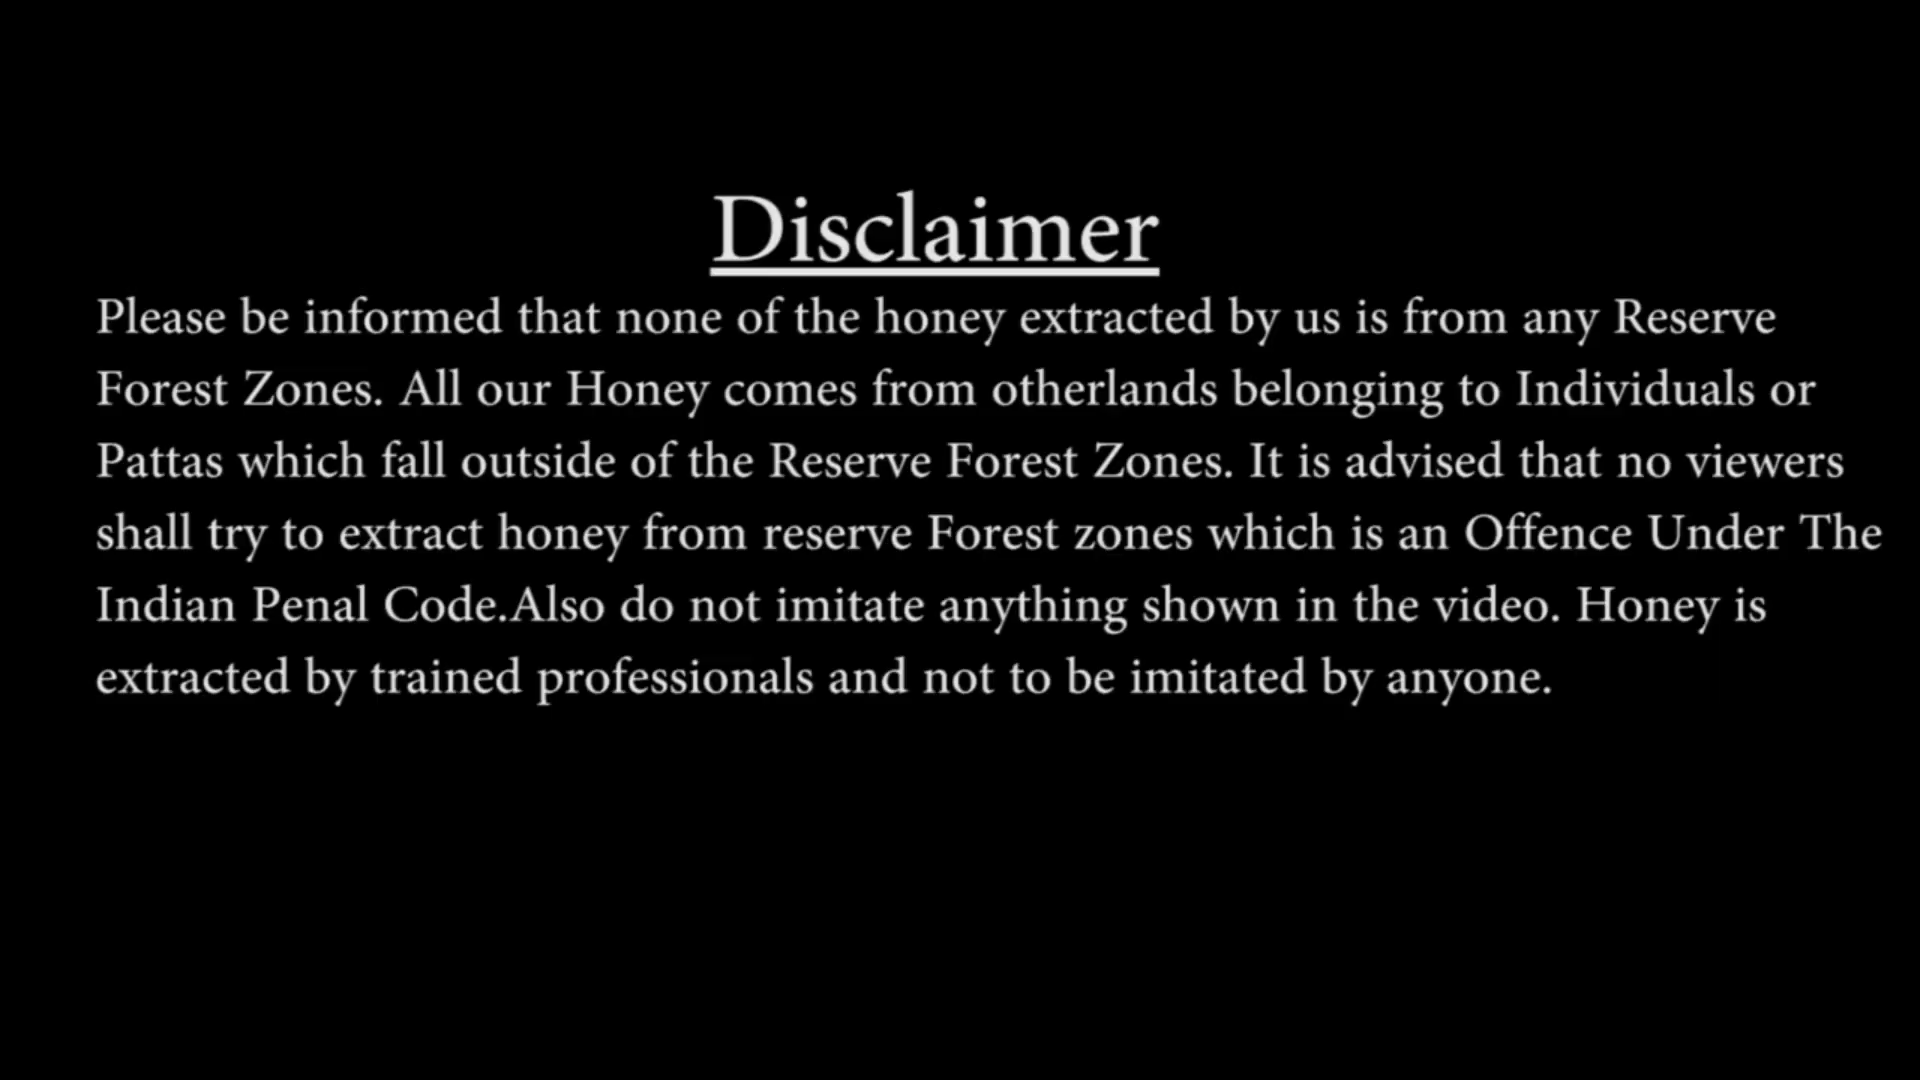 Disclaimer
Please be informed that none of the honey extracted by us is from any Reserve
Forest Zones. All our Honey comes from otherlands belonging to Individuals or
Pattas which fall outside of the Reserve Forest Zones. It is advised that no viewers
shall try to extract honey from reserve Forest zones which is an Offence Under The
Indian Penal Code.Also do not imitate anything shown in the video. Honey is
extracted by trained professionals and not to be imitated by anyone.